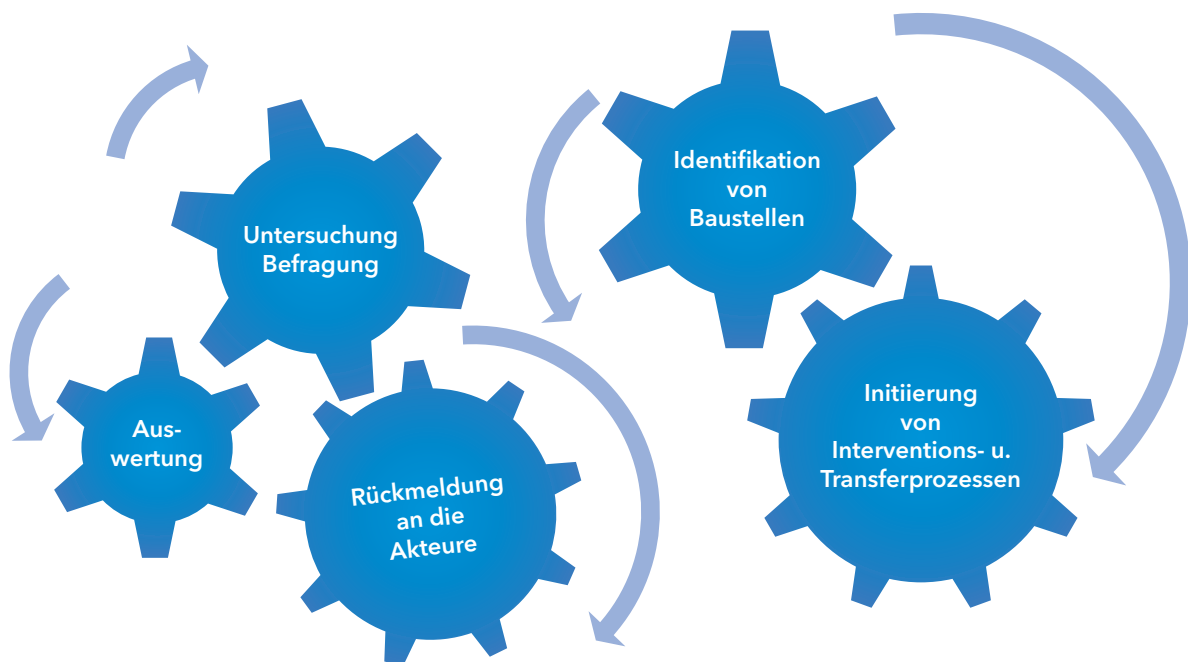 Untersuchung
Befragung
Aus-
wertung
Rückmeldung
an die
Akteure
Identifikation
von
Baustellen
Initiierung
von
Interventions- u.
Transferprozessen